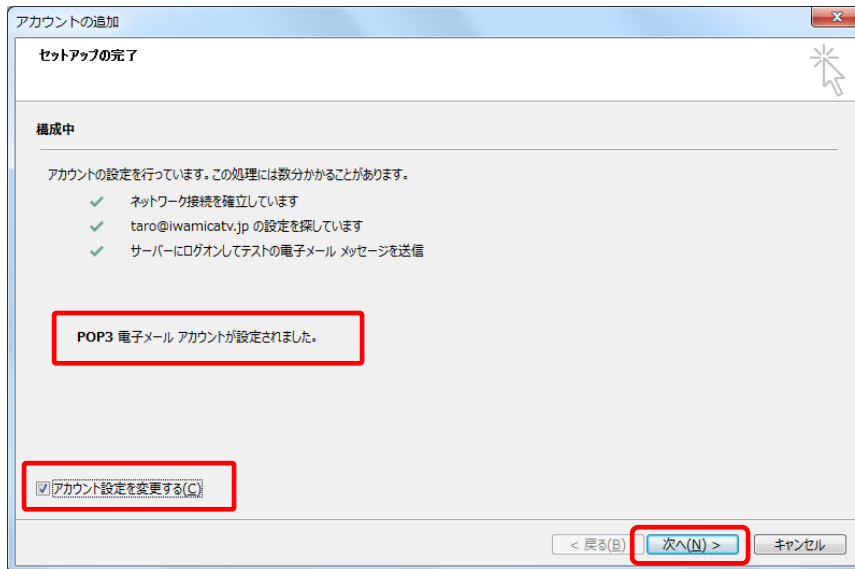 アカウントの追加
セットアップの完了
構成中
アカウントの設定を行っています。この処理には数分かかることがあります。
ネットワーク接続を確立しています
taro@iwamicatv.jp の設定を探しています
サーバーにログオンしてテストの電子メール メッセージを送信
POP3 電子メール アカウントが設定されました。
アカウント設定を変更する(C)
< 戻る(B)
次へ(N) >
キャンセル